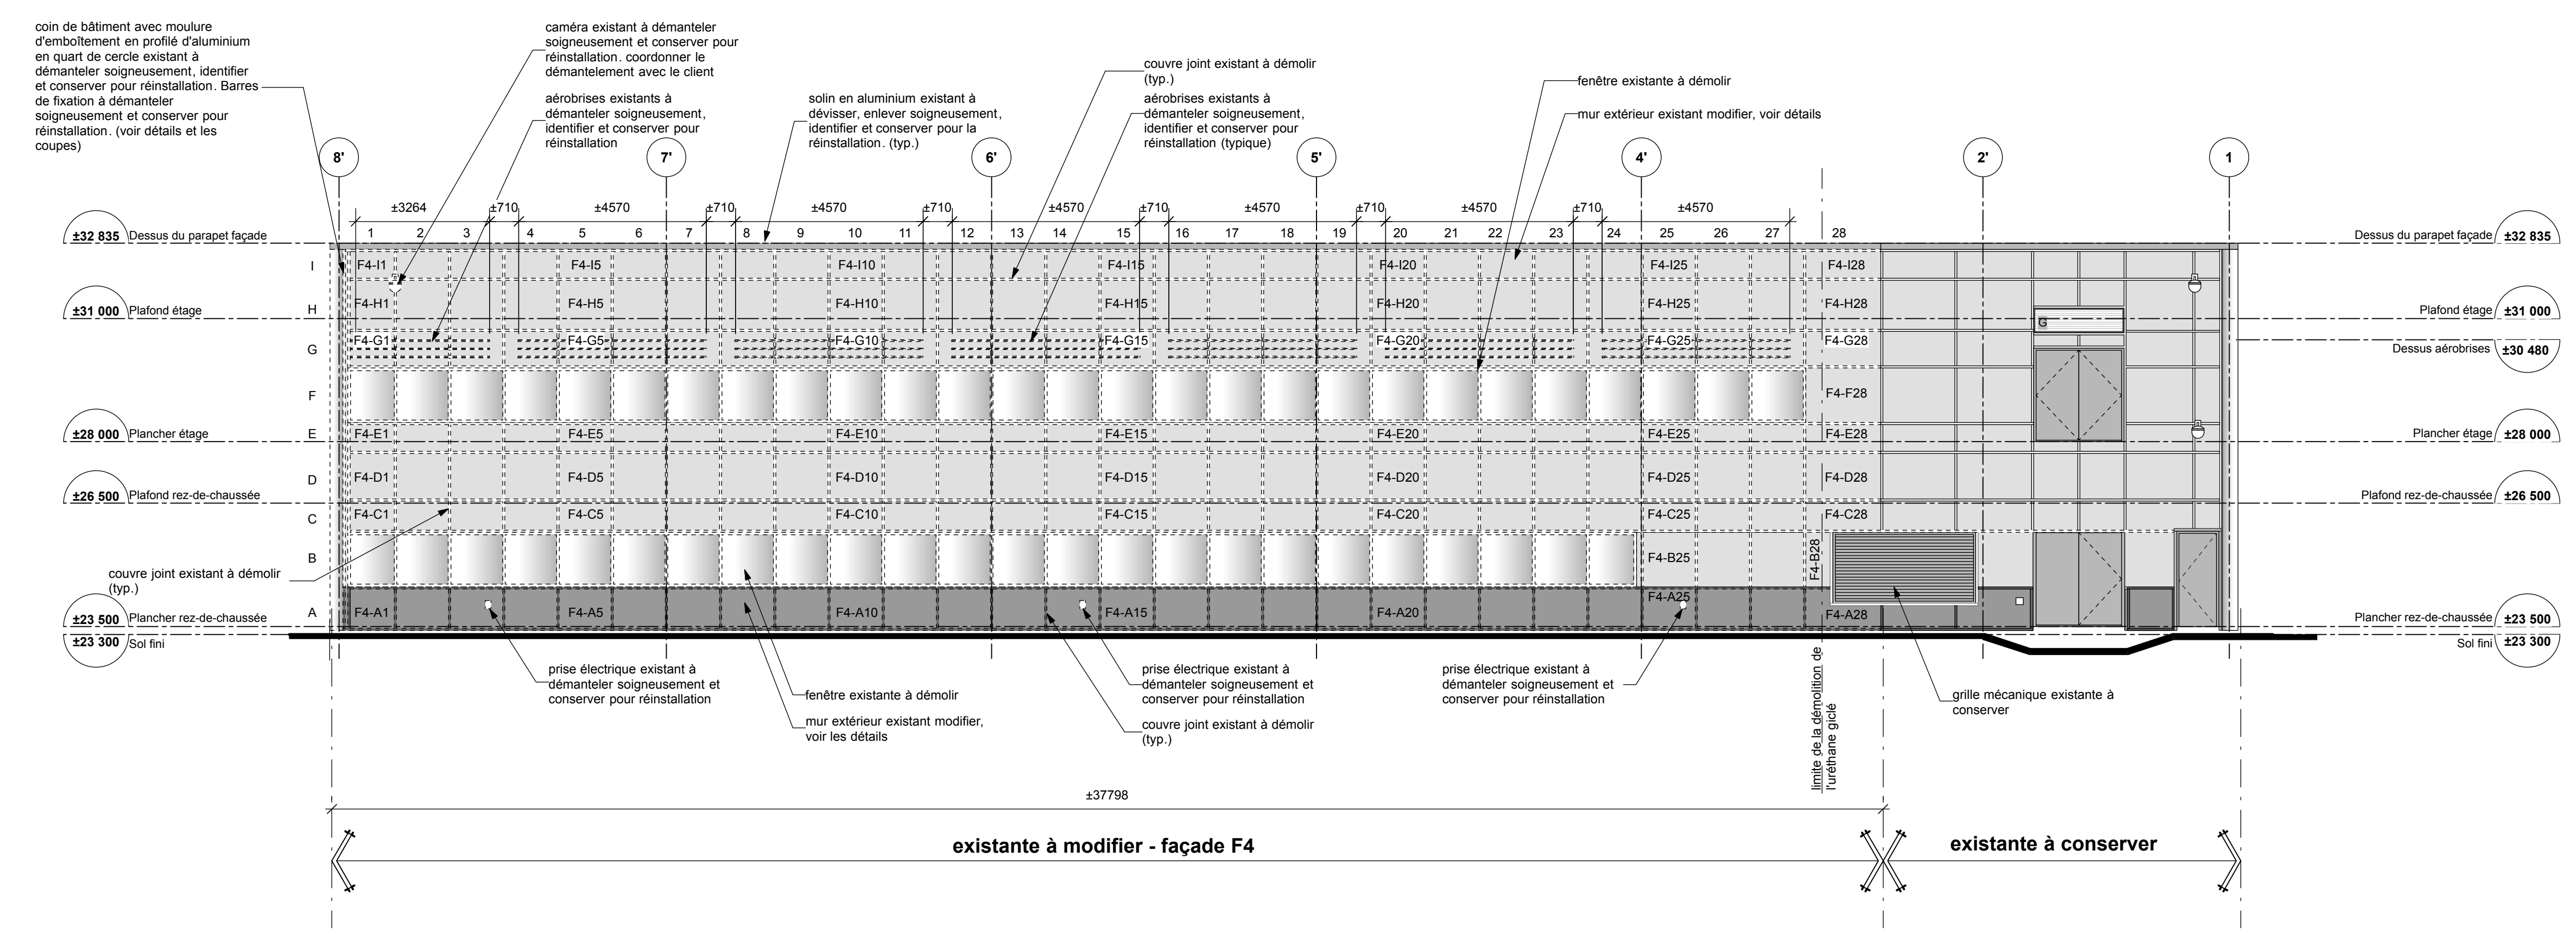 coin de bâtiment avec moulure
d'emboîtement en profilé d'aluminium
en quart de cercle existant à
démanteler soigneusement, identifier
et conserver pour réinstallation. Barres
de fixation à démanteler
soigneusement et conserver pour
réinstallation. (voir détails et les
coupes)
caméra existant à démanteler
soigneusement et conserver pour
réinstallation. coordonner le
démantelement avec le client
aérobrises existants à
démanteler soigneusement,
identifier et conserver pour
réinstallation
solin en aluminium existant à
dévisser, enlever soigneusement,
identifier et conserver pour la
réinstallation. (typ.)
couvre joint existant à démolir
(typ.)
aérobrises existants à
démanteler soigneusement,
identifier et conserver pour
réinstallation (typique)
fenêtre existante à démolir
mur extérieur existant modifier, voir détails
8' 7' 6' 5' 4' 2' 1
±3264 ±710 ±4570 ±710 ±4570 ±710 ±4570 ±710 ±4570 ±710 ±4570 ±710 ±4570
1 2 3 4 5 6 7 8 9 10 11 12 13 14 15 16 17 18 19 20 21 22 23 24 25 26 27 28
±32 835 Dessus du parapet façade
Dessus du parapet façade ±32 835
I F4-I1 F4-I5 F4-I10 F4-I15 F4-I20 F4-I25 F4-I28
H F4-H1 F4-H5 F4-H10 F4-H15 F4-H20 F4-H25 F4-H28
±31 000 Plafond étage
Plafond étage ±31 000
G
G F4-G1 F4-G5 F4-G10 F4-G15 F4-G20 F4-G25 F4-G28
Dessus aérobrises ±30 480
F F4-F28
±28 000 Plancher étage
E F4-E1 F4-E5 F4-E10 F4-E15 F4-E20 F4-E25 F4-E28
Plancher étage ±28 000
D F4-D1 F4-D5 F4-D10 F4-D15 F4-D20 F4-D25 F4-D28
±26 500 Plafond rez-de-chaussée
Plafond rez-de-chaussée ±26 500
C F4-C1 F4-C5 F4-C10 F4-C15 F4-C20 F4-C25 F4-C28
B F4-B25 F4-B28
couvre joint existant à démolir
(typ.)
A F4-A1 F4-A5 F4-A10 F4-A15 F4-A20 F4-A25 F4-A28
±23 500 Plancher rez-de-chaussée
Plancher rez-de-chaussée ±23 500
±23 300 Sol fini
Sol fini ±23 300
prise électrique existant à
démanteler soigneusement et
conserver pour réinstallation
fenêtre existante à démolir
mur extérieur existant modifier,
voir les détails
prise électrique existant à
démanteler soigneusement et
conserver pour réinstallation
couvre joint existant à démolir
(typ.)
prise électrique existant à
démanteler soigneusement et
conserver pour réinstallation
limite de la démolition de
l'uréthane giclé
grille mécanique existante à
conserver
±37798
existante à modifier - façade F4
existante à conserver